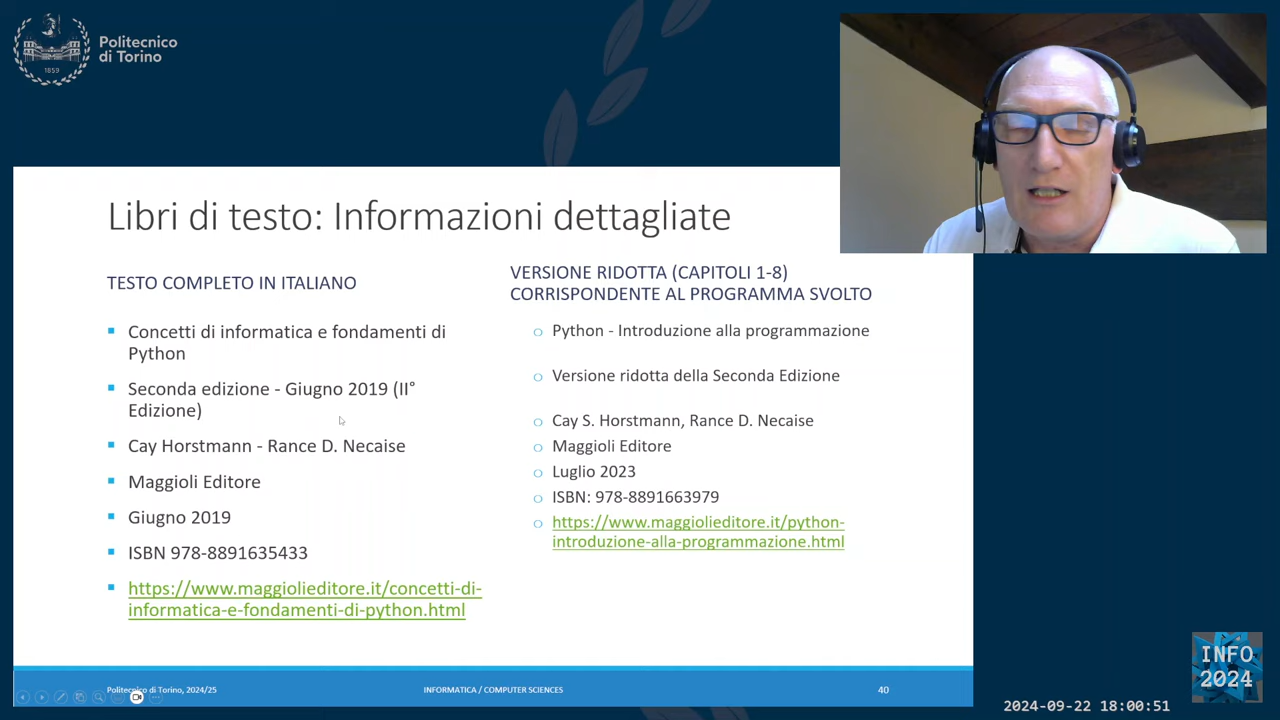 Politecnico
di Torino
1859
Libri di testo: Informazioni dettagliate
TESTO COMPLETO IN ITALIANO
Concetti di informatica e fondamenti di
Python
Seconda edizione - Giugno 2019 (II°
Edizione)
Cay Horstmann - Rance D. Necaise
Maggioli Editore
Giugno 2019
ISBN 978-8891635433
https://www.maggiolieditore.it/concetti-di-
informatica-e-fondamenti-di-python.html
VERSIONE RIDOTTA (CAPITOLI 1-8)
CORRISPONDENTE AL PROGRAMMA SVOLTO
Python - Introduzione alla programmazione
Versione ridotta della Seconda Edizione
Cay S. Horstmann, Rance D. Necaise
Maggioli Editore
Luglio 2023
ISBN: 978-8891663979
https://www.maggiolieditore.it/python-
introduzione-alla-programmazione.html
Politecnico di Torino, 2024/25
INFORMATICA / COMPUTER SCIENCES
40
INFO
2024
2024-09-22 18:00:51